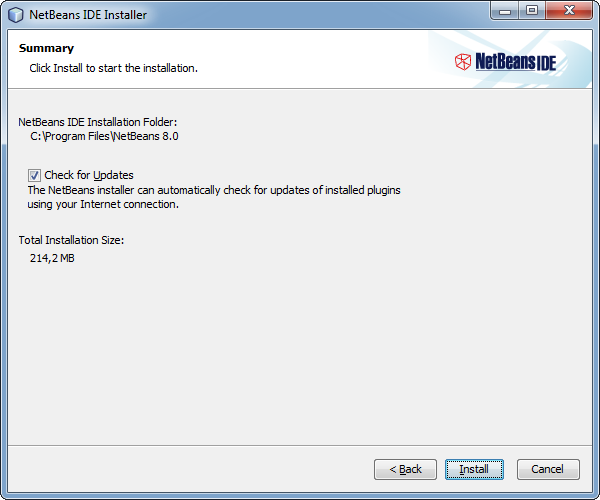 NetBeans IDE Installer
Summary
Click Install to start the installation.
NetBeans IDE
NetBeans IDE Installation Folder:
C:\Program Files\NetBeans 8.0
Check for Updates
The NetBeans installer can automatically check for updates of installed plugins
using your Internet connection.
Total Installation Size:
214,2 MB
< Back
Install
Cancel